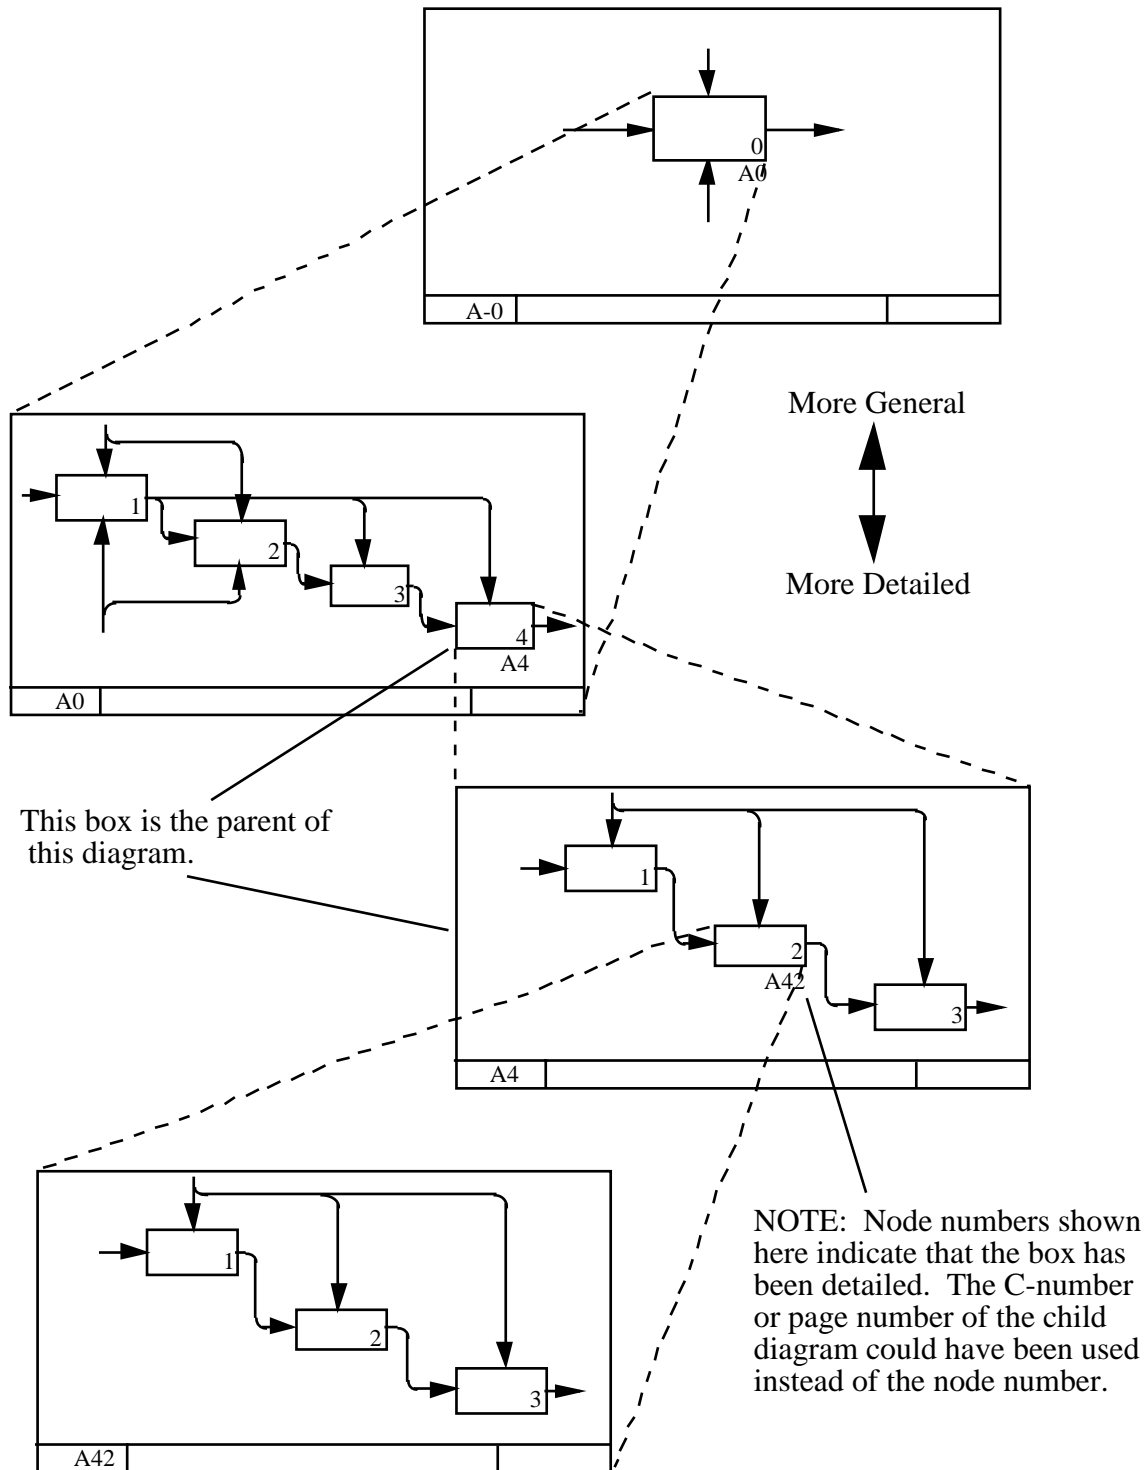 0
A0
A-0
More General
More Detailed
1
2
3
4
A4
A0
This box is the parent of
this diagram.
1
2
A42
3
A4
NOTE:  Node numbers shown
here indicate that the box has
been detailed.  The C-number
or page number of the child
diagram could have been used
instead of the node number.
1
2
3
A42